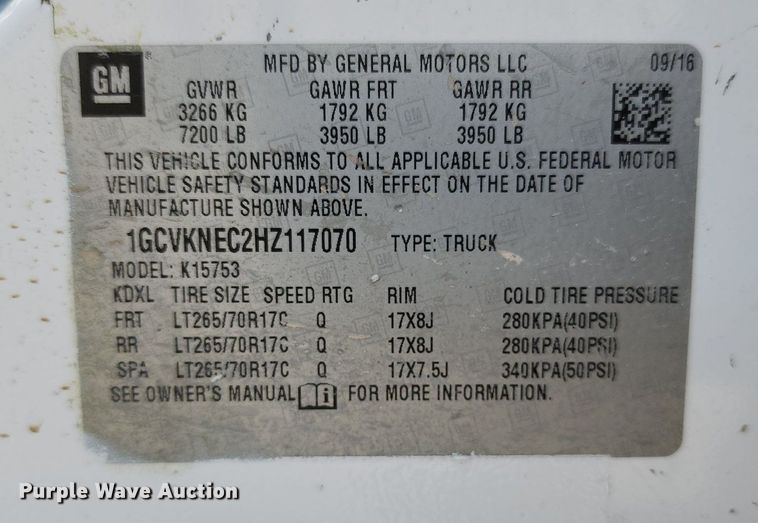 GM ® MFD BY GENERAL MOTORS LLC 09/16
GVWR GAWR FRT GAWR RR
3266 KG 1792 KG 1792 KG
7200 LB 3950 LB 3950 LB
THIS VEHICLE CONFORMS TO ALL APPLICABLE U.S. FEDERAL MOTOR
VEHICLE SAFETY STANDARDS IN EFFECT ON THE DATE OF
MANUFACTURE SHOWN ABOVE.
1GCVKNEC2HZ117070 TYPE: TRUCK
MODEL: K15753
KDXL TIRE SIZE SPEED RTG RIM COLD TIRE PRESSURE
FRT LT265/70R17C Q 17X8J 280KPA(40PSI)
RR LT265/70R17C Q 17X8J 280KPA(40PSI)
SPA LT265/70R17C Q 17X7.5J 340KPA(50PSI)
SEE OWNER'S MANUAL FOR MORE INFORMATION.
Purple Wave Auction